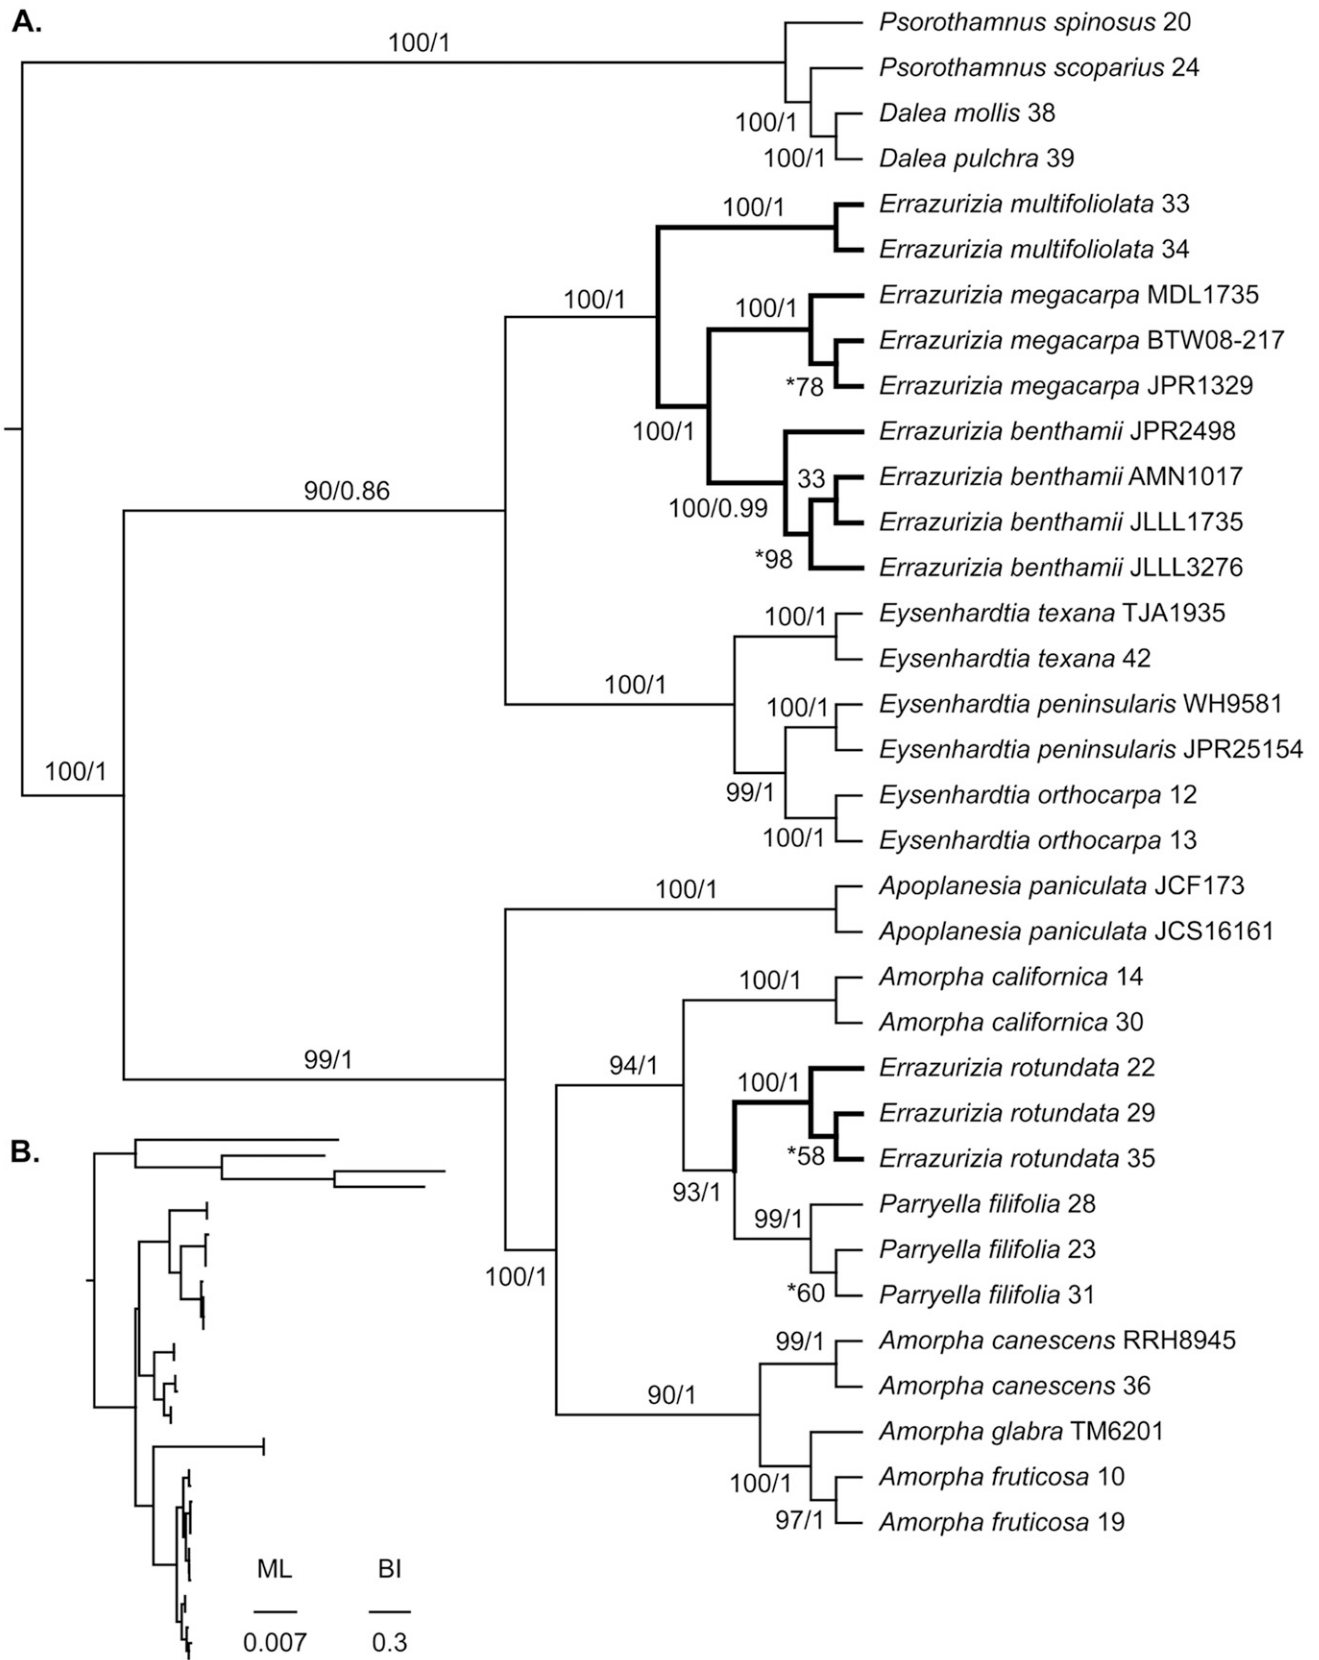 A.
Psorothamnus spinosus 20
100/1
Psorothamnus scoparius 24
Dalea mollis 38
100/1
Dalea pulchra 39
100/1
Errazurizia multifoliolata 33
100/1
Errazurizia multifoliolata 34
Errazurizia megacarpa MDL1735
100/1
100/1
Errazurizia megacarpa BTW08-217
Errazurizia megacarpa JPR1329
*78
100/1
Errazurizia benthamii JPR2498
Errazurizia benthamii AMN1017
33
90/0.86
100/0.99
Errazurizia benthamii JLLL1735
*98
Errazurizia benthamii JLLL3276
Eysenhardtia texana TJA1935
100/1
Eysenhardtia texana 42
100/1
Eysenhardtia peninsularis WH9581
100/1
Eysenhardtia peninsularis JPR25154
100/1
99/1
Eysenhardtia orthocarpa 12
100/1
Eysenhardtia orthocarpa 13
Apoplanesia paniculata JCF173
100/1
Apoplanesia paniculata JCS16161
Amorpha californica 14
100/1
Amorpha californica 30
99/1
94/1
Errazurizia rotundata 22
100/1
Errazurizia rotundata 29
B.
*58
Errazurizia rotundata 35
93/1
Parryella filifolia 28
99/1
Parryella filifolia 23
100/1
*60
Parryella filifolia 31
99/1
Amorpha canescens RRH8945
90/1
Amorpha canescens 36
Amorpha glabra TM6201
100/1
Amorpha fruticosa 10
97/1
Amorpha fruticosa 19
ML BI
0.007 0.3